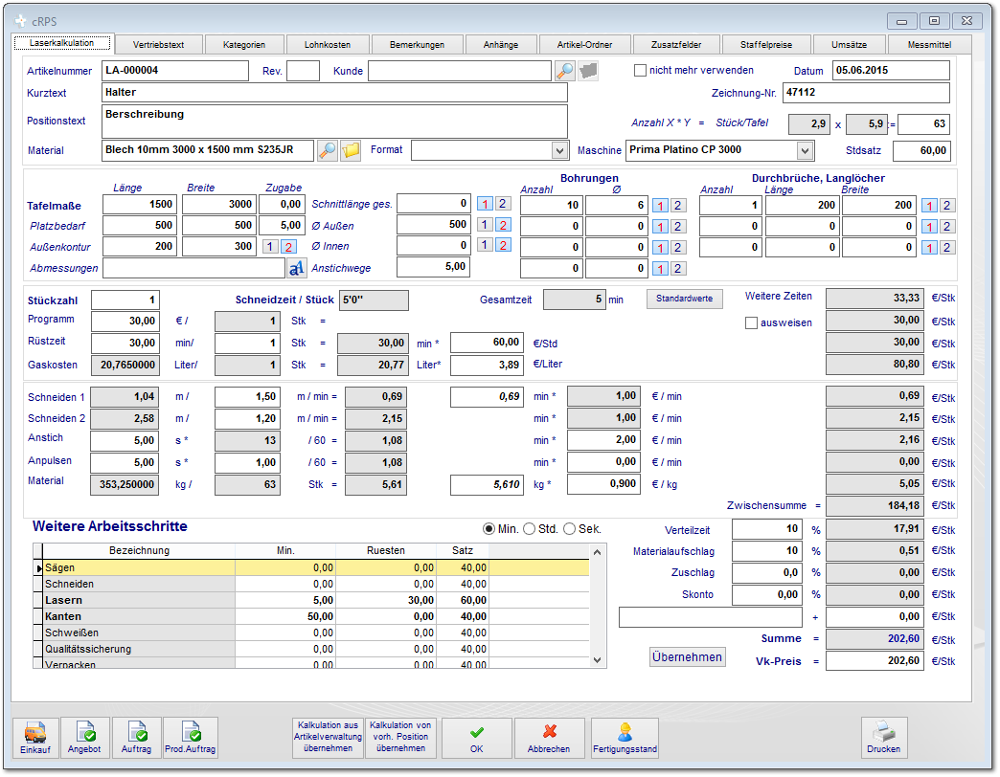 cRPS
Laserkalkulation Vertriebstext Kategorien Lohnkosten Bemerkungen Anhänge Artikel-Ordner Zusatzfelder Staffelpreise Umsätze Messmittel
Artikelnummer LA-000004 Rev. Kunde nicht mehr verwenden Datum 05.06.2015
Kurztext Halter Zeichnung-Nr. 47112
Positionstext Berschreibung Anzahl X * Y = Stück/Tafel 2,9 x 5,9 := 63
Material Blech 10mm 3000 x 1500 mm S235JR Format Maschine Prima Platino CP 3000 Stdsatz 60,00
Bohrungen Durchbrüche, Langlöcher
Länge Breite Zugabe Anzahl Ø Anzahl Länge Breite
Tafelmaße 1500 3000 0,00 Schnittlänge ges. 0 1 2 10 6 1 2 1 200 200 1 2
Platzbedarf 500 500 5,00 Ø Außen 500 1 2 0 0 1 2 0 0 0 1 2
Außenkontur 200 300 1 2 Ø Innen 0 1 2 0 0 1 2 0 0 0 1 2
Abmessungen aA Anstichwege 5,00 0 0 1 2
Stückzahl 1 Schneidzeit / Stück 5'0" Gesamtzeit 5 min Standardwerte Weitere Zeiten 33,33 €/Stk
Programm 30,00 € / 1 Stk = ausweisen 30,00 €/Stk
Rüstzeit 30,00 min/ 1 Stk = 30,00 min * 60,00 €/Std 30,00 €/Stk
Gaskosten 20,7650000 Liter/ 1 Stk = 20,77 Liter* 3,89 €/Liter 80,80 €/Stk
Schneiden 1 1,04 m / 1,50 m / min = 0,69 0,69 min * 1,00 € / min 0,69 €/Stk
Schneiden 2 2,58 m / 1,20 m / min = 2,15 min * 1,00 € / min 2,15 €/Stk
Anstich 5,00 s * 13 / 60 = 1,08 min * 2,00 € / min 2,16 €/Stk
Anpulsen 5,00 s * 1,00 / 60 = 1,08 min * 0,00 € / min 0,00 €/Stk
Material 353,250000 kg / 63 Stk = 5,61 5,610 kg * 0,900 € / kg 5,05 €/Stk
Zwischensumme = 184,18 €/Stk
Weitere Arbeitsschritte Min. Std. Sek. Verteilzeit 10 % 17,91 €/Stk
Bezeichnung Min. Ruesten Satz Materialaufschlag 10 % 0,51 €/Stk
Sägen 0,00 0,00 40,00 Zuschlag 0,0 % 0,00 €/Stk
Schneiden 0,00 0,00 40,00 Skonto 0,00 % 0,00 €/Stk
Lasern 5,00 30,00 60,00
Kanten 50,00 0,00 40,00 + 0,00 €/Stk
Schweißen 0,00 0,00 40,00 Summe = 202,60 €/Stk
Qualitätssicherung 0,00 0,00 40,00
Verpacken 0,00 0,00 40,00 Übernehmen Vk-Preis = 202,60 €/Stk
Einkauf Angebot Auftrag Prod.Auftrag
Kalkulation aus Artikelverwaltung übernehmen
Kalkulation von vorh. Position übernehmen
OK Abbrechen Fertigungsstand Drucken